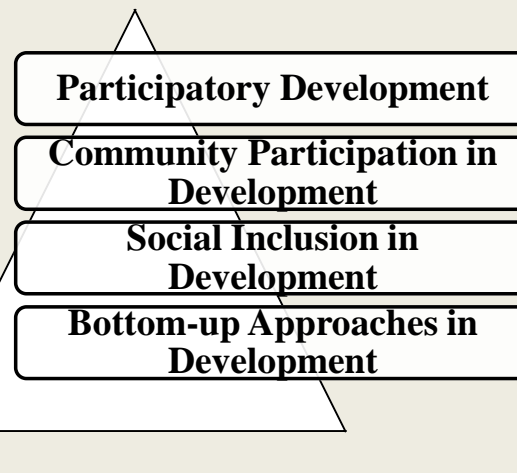 Participatory Development
Community Participation in
Development
Social Inclusion in
Development
Bottom-up Approaches in
Development